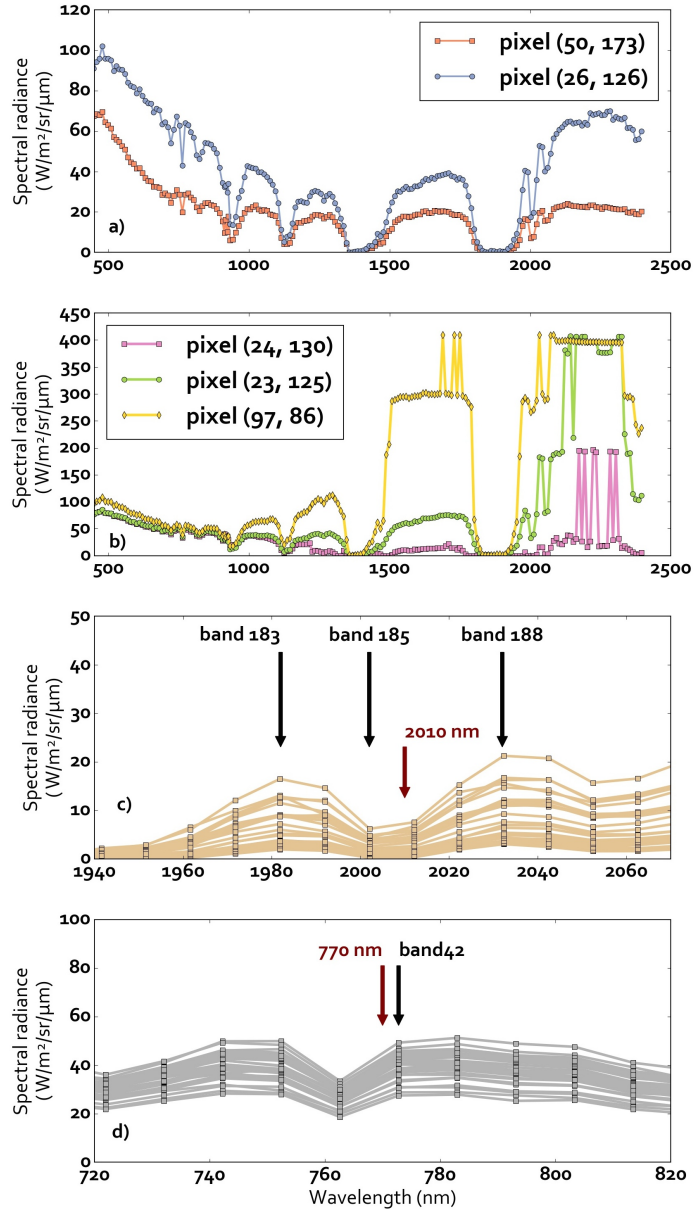 120
100
80
60
40
20
0
Spectral radiance
( W/m²/sr/µm)
pixel (50, 173)
pixel (26, 126)
a)
500 1000 1500 2000 2500
450
400
350
300
250
200
150
100
50
0
Spectral radiance
( W/m²/sr/µm)
pixel (24, 130)
pixel (23, 125)
pixel (97, 86)
b)
500 1000 1500 2000 2500
50
40
30
20
10
0
Spectral radiance
( W/m²/sr/µm)
band 183 band 185 band 188
2010 nm
c)
1940 1960 1980 2000 2020 2040 2060
100
80
60
40
20
0
Spectral radiance
( W/m²/sr/µm)
770 nm band42
d)
720 740 760 780 800 820
Wavelength (nm)